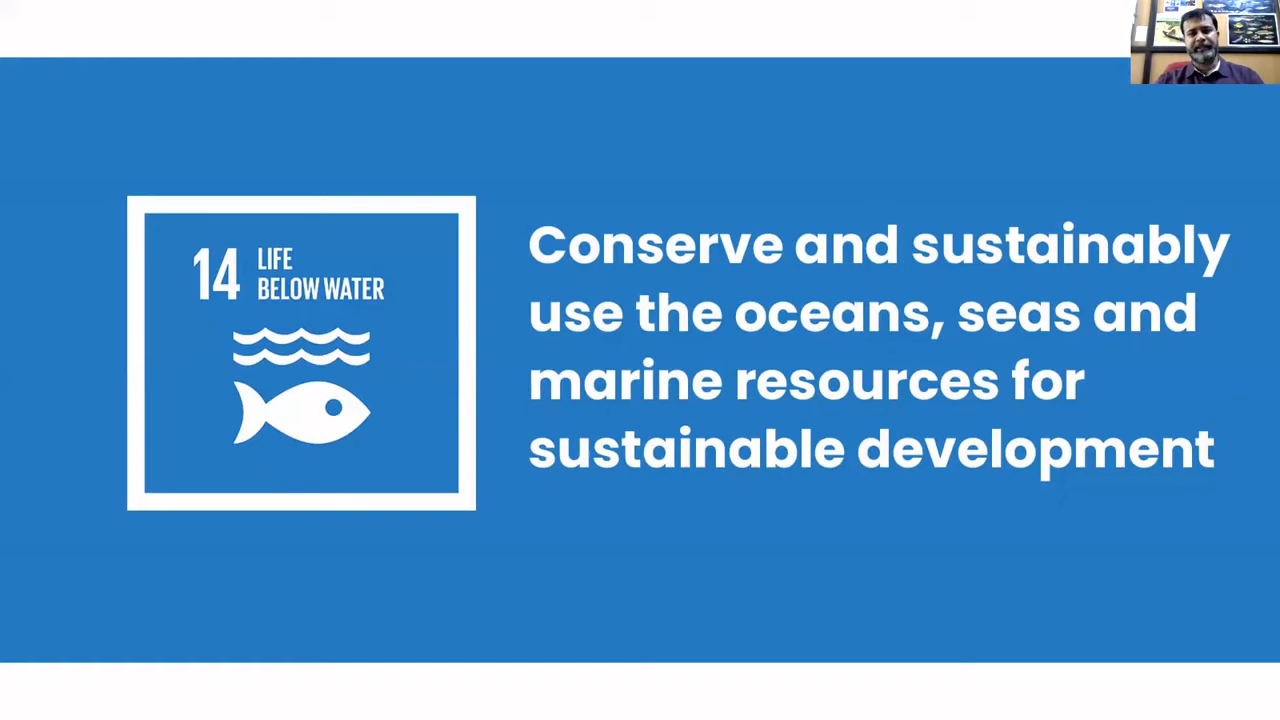 14 LIFE
BELOW WATER
Conserve and sustainably
use the oceans, seas and
marine resources for
sustainable development